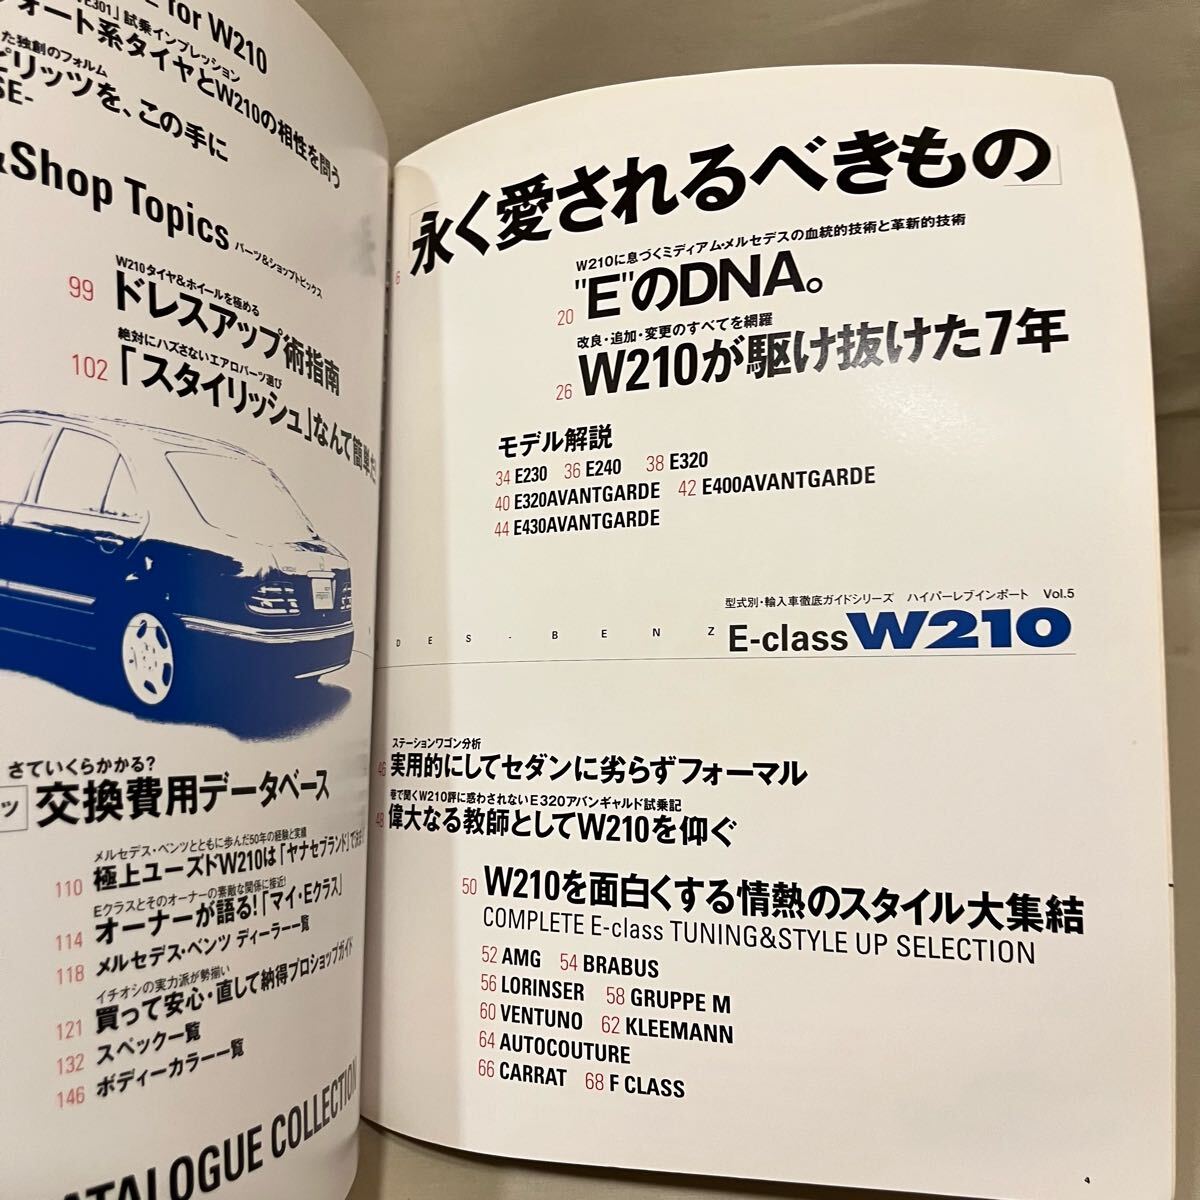 for W210
E301」試乗インプレッション
フォート系タイヤとW210の相性を問う
た独創のフォルム
ピリッツを、この手に
SE-
&Shop Topics パーツ&ショップトピックス
W210タイヤ&ホイールを極める
99 ドレスアップ術指南
絶対にハズさないエアロパーツ選び
102 「スタイリッシュ」なんて簡単だ
さていくらかかる?
ツ 交換費用データベース
メルセデス・ベンツとともに歩んだ50年の経験と実績
110 極上ユーズドW210は「ヤナセブランド」で
Eクラスとそのオーナーの素敵な関係に接近!
114 オーナーが語る!「マイ・Eクラス」
118 メルセデス・ベンツ ディーラー一覧
イチオシの実力派が勢揃い
121 買って安心・直して納得プロショップガイド
132 スペック一覧
146 ボディーカラー一覧
ATALOGUE COLLECTION
「永く愛されるべきもの」
6
W210に息づくミディアム・メルセデスの血統的技術と革新的技術
20 "E"のDNA。
改良・追加・変更のすべてを網羅
26 W210が駆け抜けた7年
モデル解説
34 E230 36 E240 38 E320
40 E320AVANTGARDE 42 E400AVANTGARDE
44 E430AVANTGARDE
型式別・輸入車徹底ガイドシリーズ ハイパーレブインポート Vol.5
DES-BENZ E-class W210
ステーションワゴン分析
46 実用的にしてセダンに劣らずフォーマル
巷で聞くW210評に惑わされないE320アバンギャルド試乗記
48 偉大なる教師としてW210を仰ぐ
50 W210を面白くする情熱のスタイル大集結
COMPLETE E-class TUNING&STYLE UP SELECTION
52 AMG 54 BRABUS
56 LORINSER 58 GRUPPE M
60 VENTUNO 62 KLEEMANN
64 AUTOCOUTURE
66 CARRAT 68 F CLASS
4